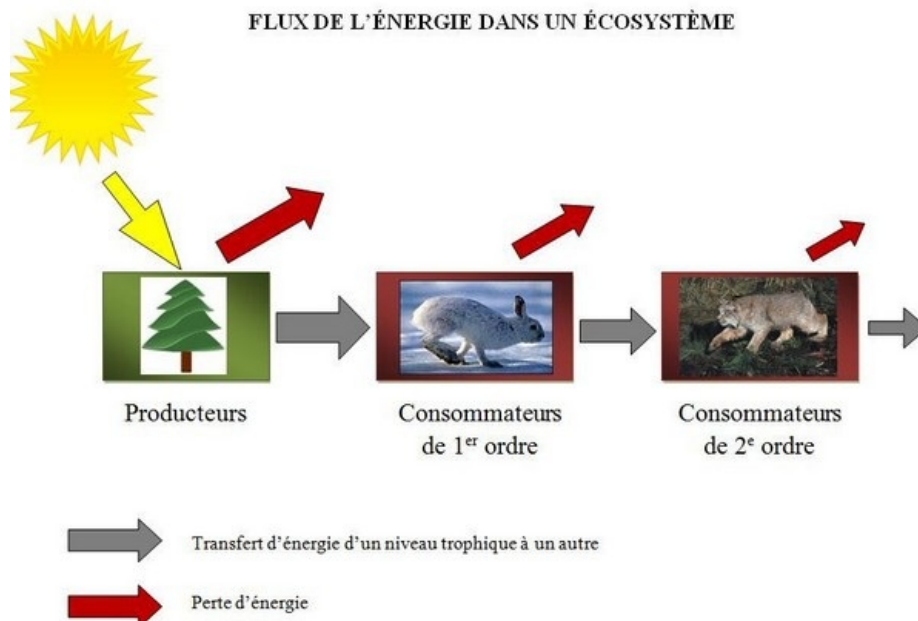 FLUX DE L’ÉNERGIE DANS UN ÉCOSYSTÈME
Producteurs
Consommateurs
de 1er ordre
Consommateurs
de 2e ordre
Transfert d’énergie d’un niveau trophique à un autre
Perte d’énergie